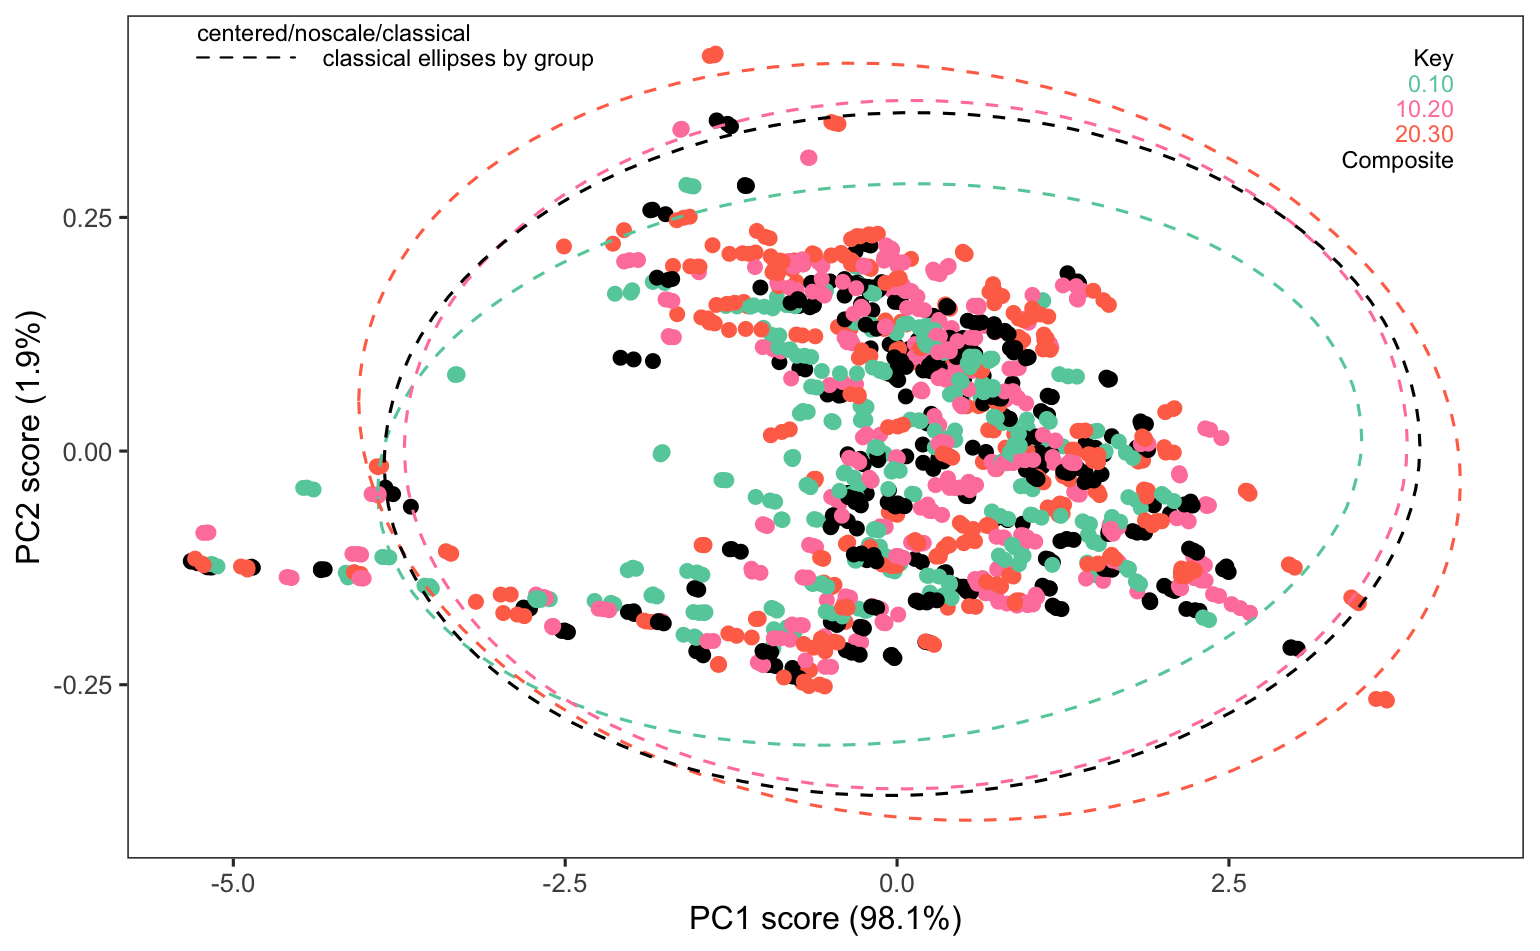 centered/noscale/classical
classical ellipses by group
Key
0.10
10.20
20.30
Composite
0.25
0.00
-0.25
PC2 score (1.9%)
-5.0
-2.5
0.0
2.5
PC1 score (98.1%)